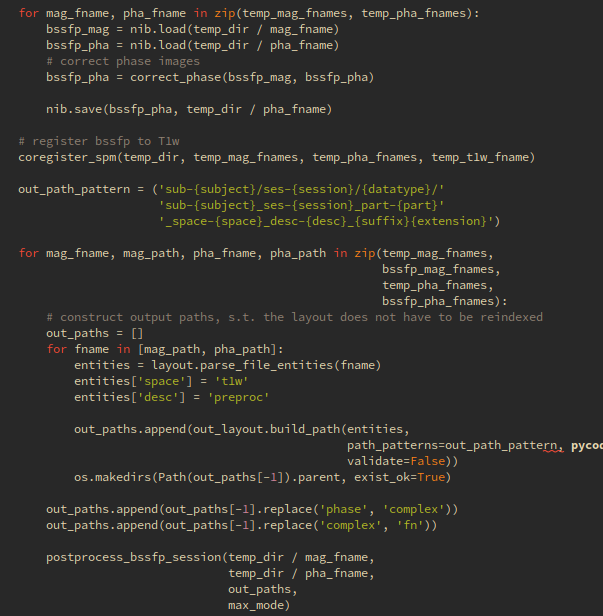 for mag_fname, pha_fname in zip(temp_mag_fnames, temp_pha_fnames):
    bssfp_mag = nib.load(temp_dir / mag_fname)
    bssfp_pha = nib.load(temp_dir / pha_fname)
    # correct phase images
    bssfp_pha = correct_phase(bssfp_mag, bssfp_pha)

    nib.save(bssfp_pha, temp_dir / pha_fname)

# register bssfp to T1w
coregister_spm(temp_dir, temp_mag_fnames, temp_pha_fnames, temp_t1w_fname)

out_path_pattern = ('sub-{subject}/ses-{session}/{datatype}/'
                    'sub-{subject}_ses-{session}_part-{part}'
                    '_space-{space}_desc-{desc}_{suffix}{extension}')

for mag_fname, mag_path, pha_fname, pha_path in zip(temp_mag_fnames,
                                                    bssfp_mag_fnames,
                                                    temp_pha_fnames,
                                                    bssfp_pha_fnames):
    # construct output paths, s.t. the layout does not have to be reindexed
    out_paths = []
    for fname in [mag_path, pha_path]:
        entities = layout.parse_file_entities(fname)
        entities['space'] = 't1w'
        entities['desc'] = 'preproc'

        out_paths.append(out_layout.build_path(entities,
                                               path_patterns=out_path_pattern, pycod
                                               validate=False))
        os.makedirs(Path(out_paths[-1]).parent, exist_ok=True)

    out_paths.append(out_paths[-1].replace('phase', 'complex'))
    out_paths.append(out_paths[-1].replace('complex', 'fn'))

    postprocess_bssfp_session(temp_dir / mag_fname,
                              temp_dir / pha_fname,
                              out_paths,
                              max_mode)